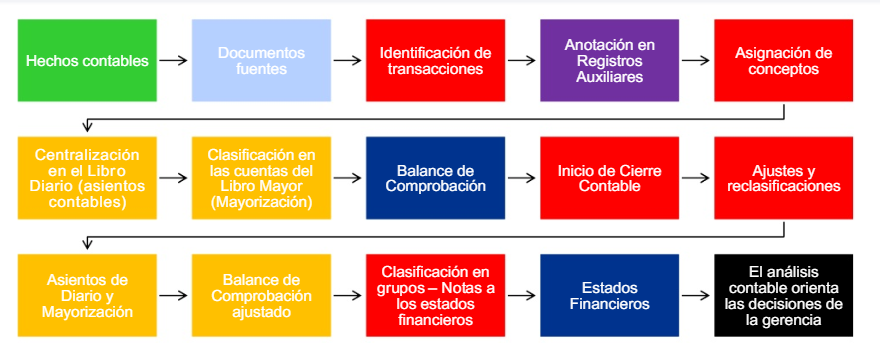 Hechos contables
Documentos
fuentes
Identificación de
transacciones
Anotación en
Registros
Auxiliares
Asignación de
conceptos
Centralización
en el Libro
Diario (asientos
contables)
Clasificación en
las cuentas del
Libro Mayor
(Mayorización)
Balance de
Comprobación
Inicio de Cierre
Contable
Ajustes y
reclasificaciones
Asientos de
Diario y
Mayorización
Balance de
Comprobación
ajustado
Clasificación en
grupos – Notas a
los estados
financieros
Estados
Financieros
El análisis
contable orienta
las decisiones de
la gerencia